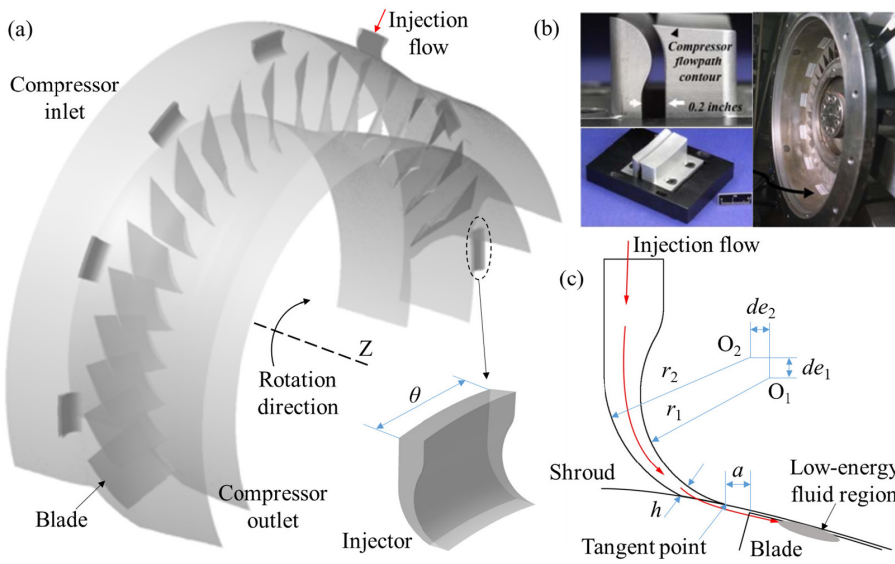 (a)
Injection
flow
Compressor
inlet
Z
Rotation
direction
θ
Blade
Compressor
outlet
Injector
(b)
Compressor
flowpath
contour
0.2 inches
(c)
Injection flow
de₂
O₂
de₁
O₁
r₂
r₁
Shroud
a
Low-energy
fluid region
h
Tangent point
Blade